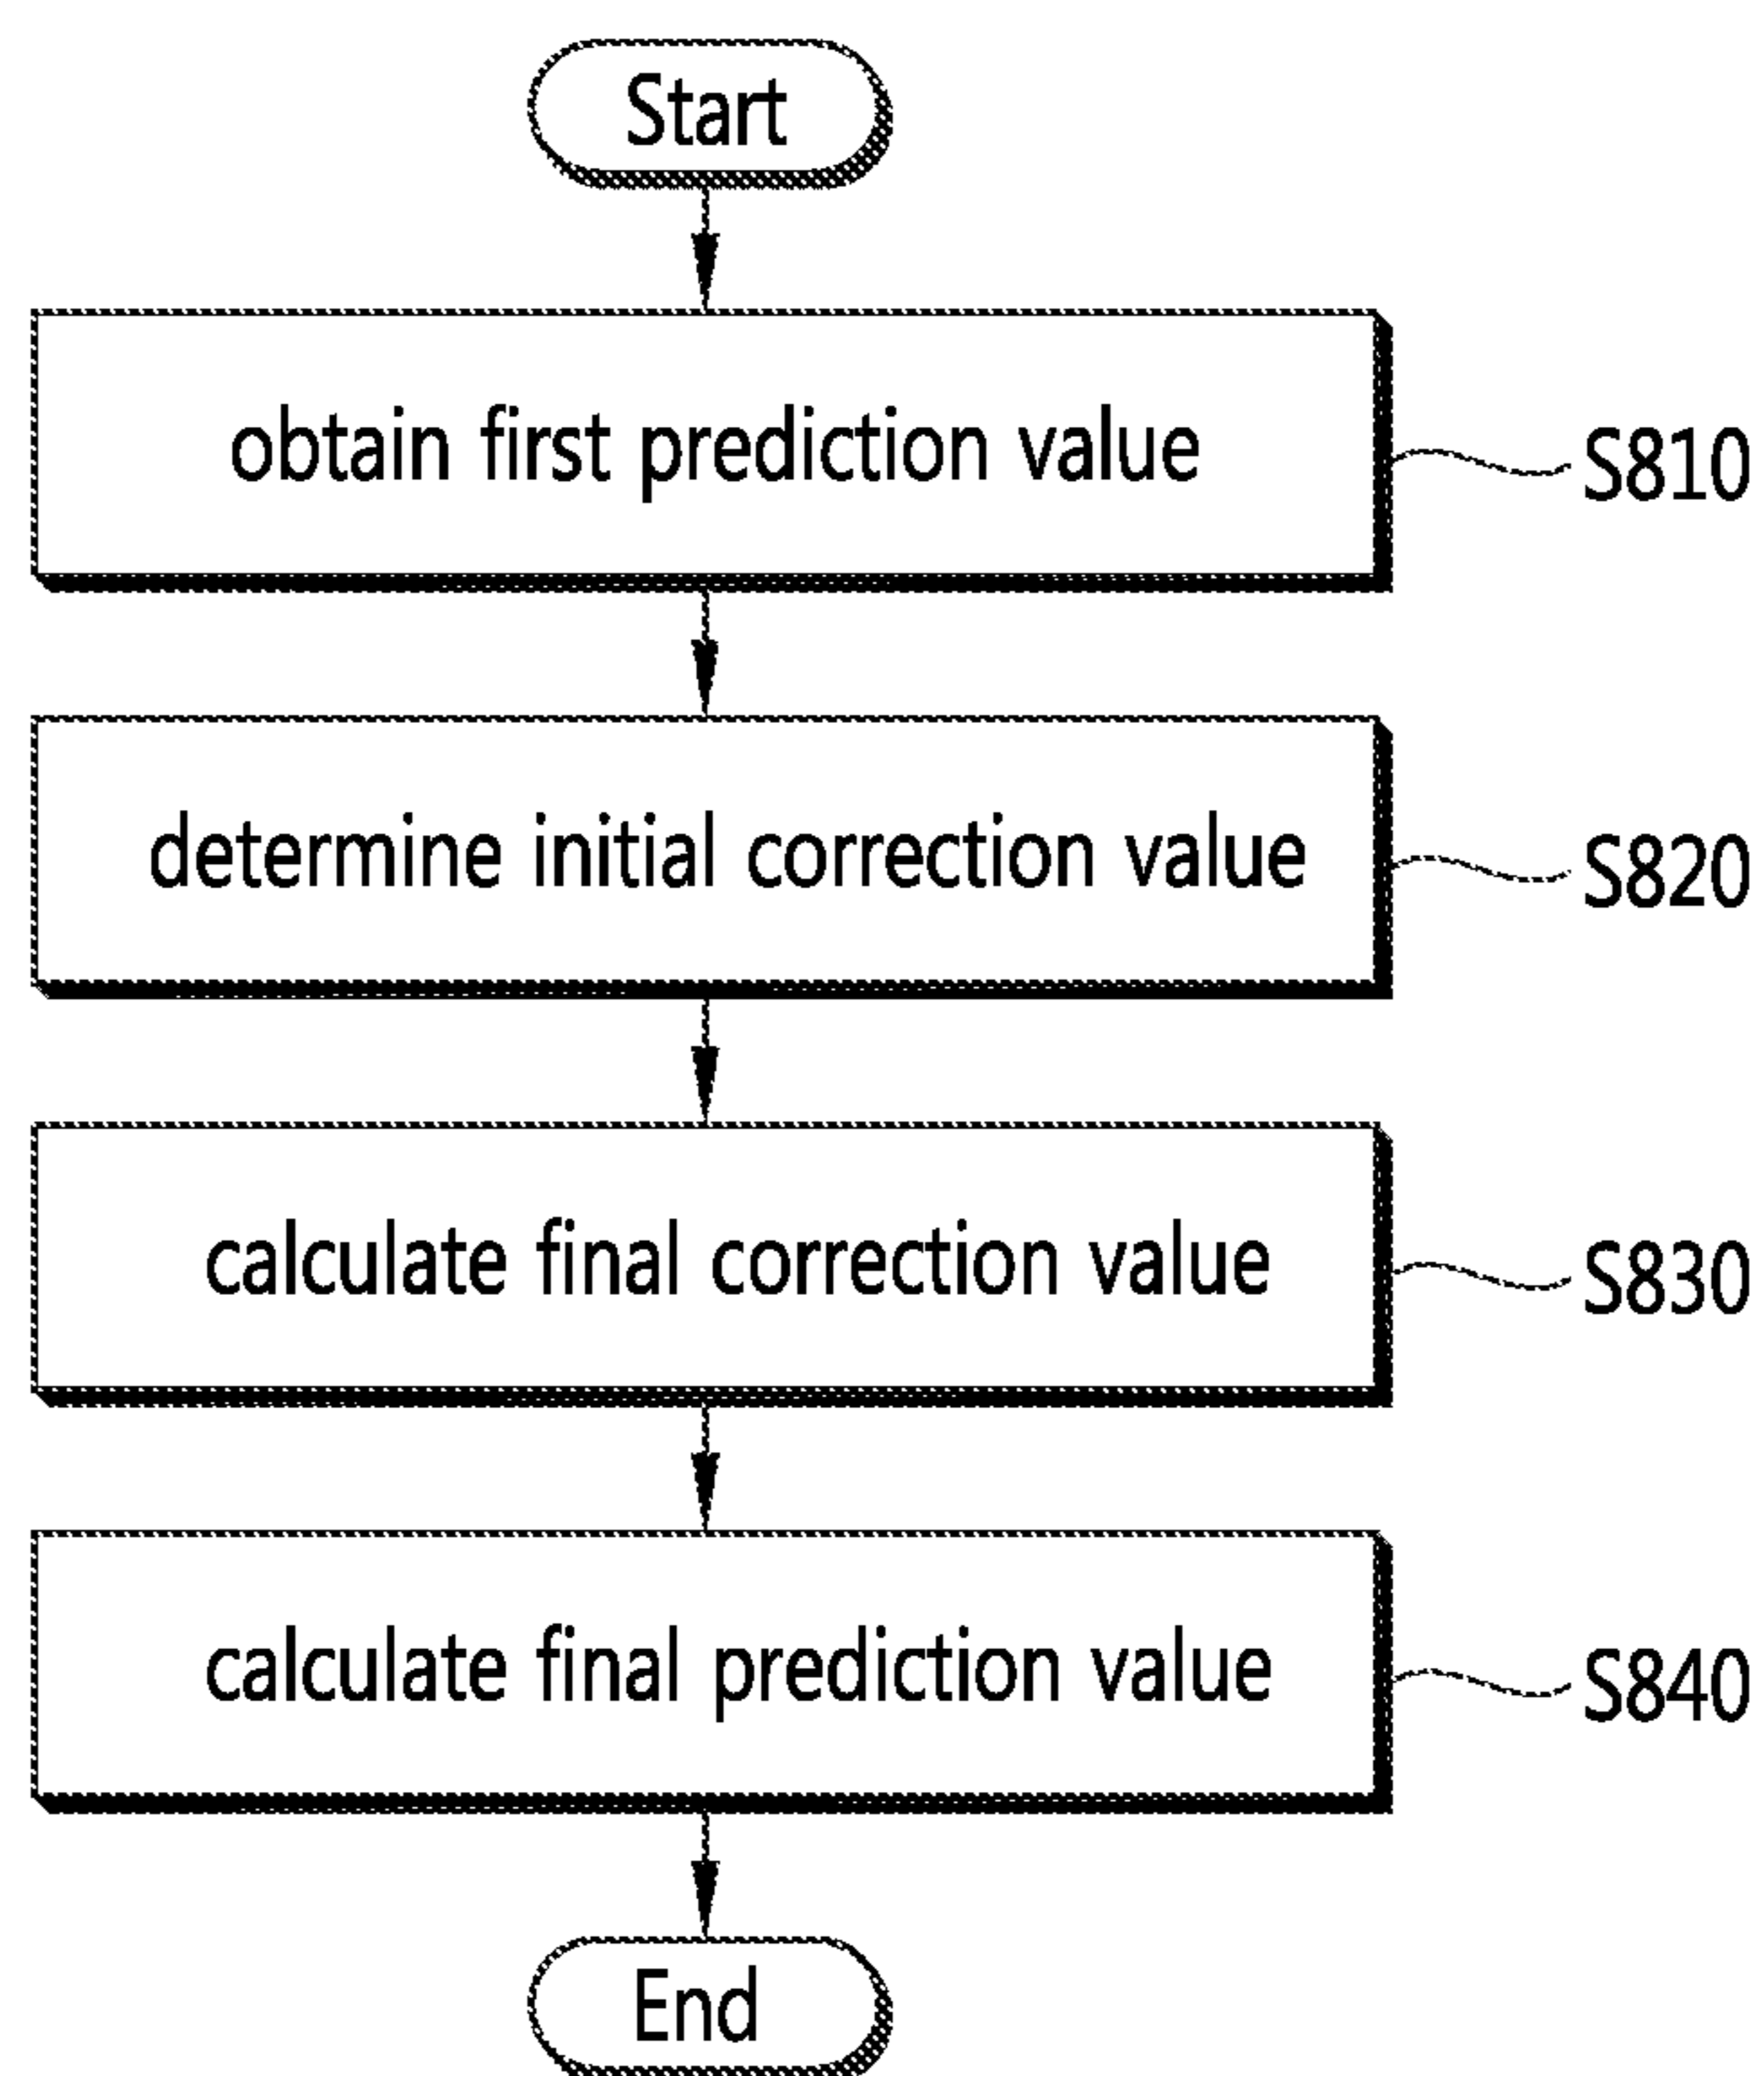 Start
obtain first prediction value
S810
determine initial correction value
S820
calculate final correction value
S830
calculate final prediction value
S840
End